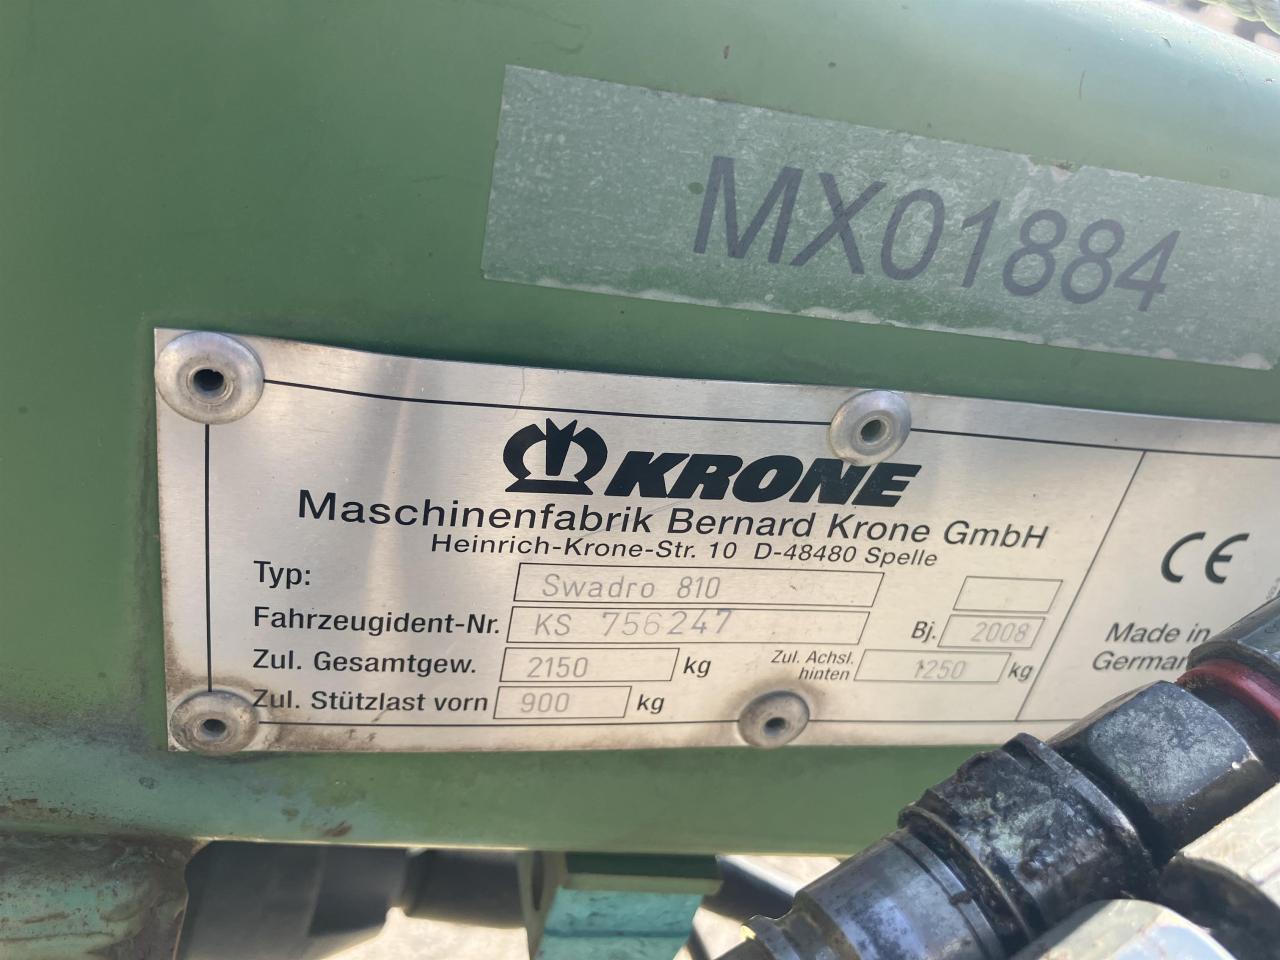 MX01884
KRONE
Maschinenfabrik Bernard Krone GmbH
Heinrich-Krone-Str. 10 D-48480 Spelle
Typ: Swadro 810
Fahrzeugident-Nr. KS 756247 Bj. 2008
Zul. Gesamtgew. 2150 kg Zul. Achsl. hinten 1250 kg
Zul. Stützlast vorn 900 kg
CE
Made in